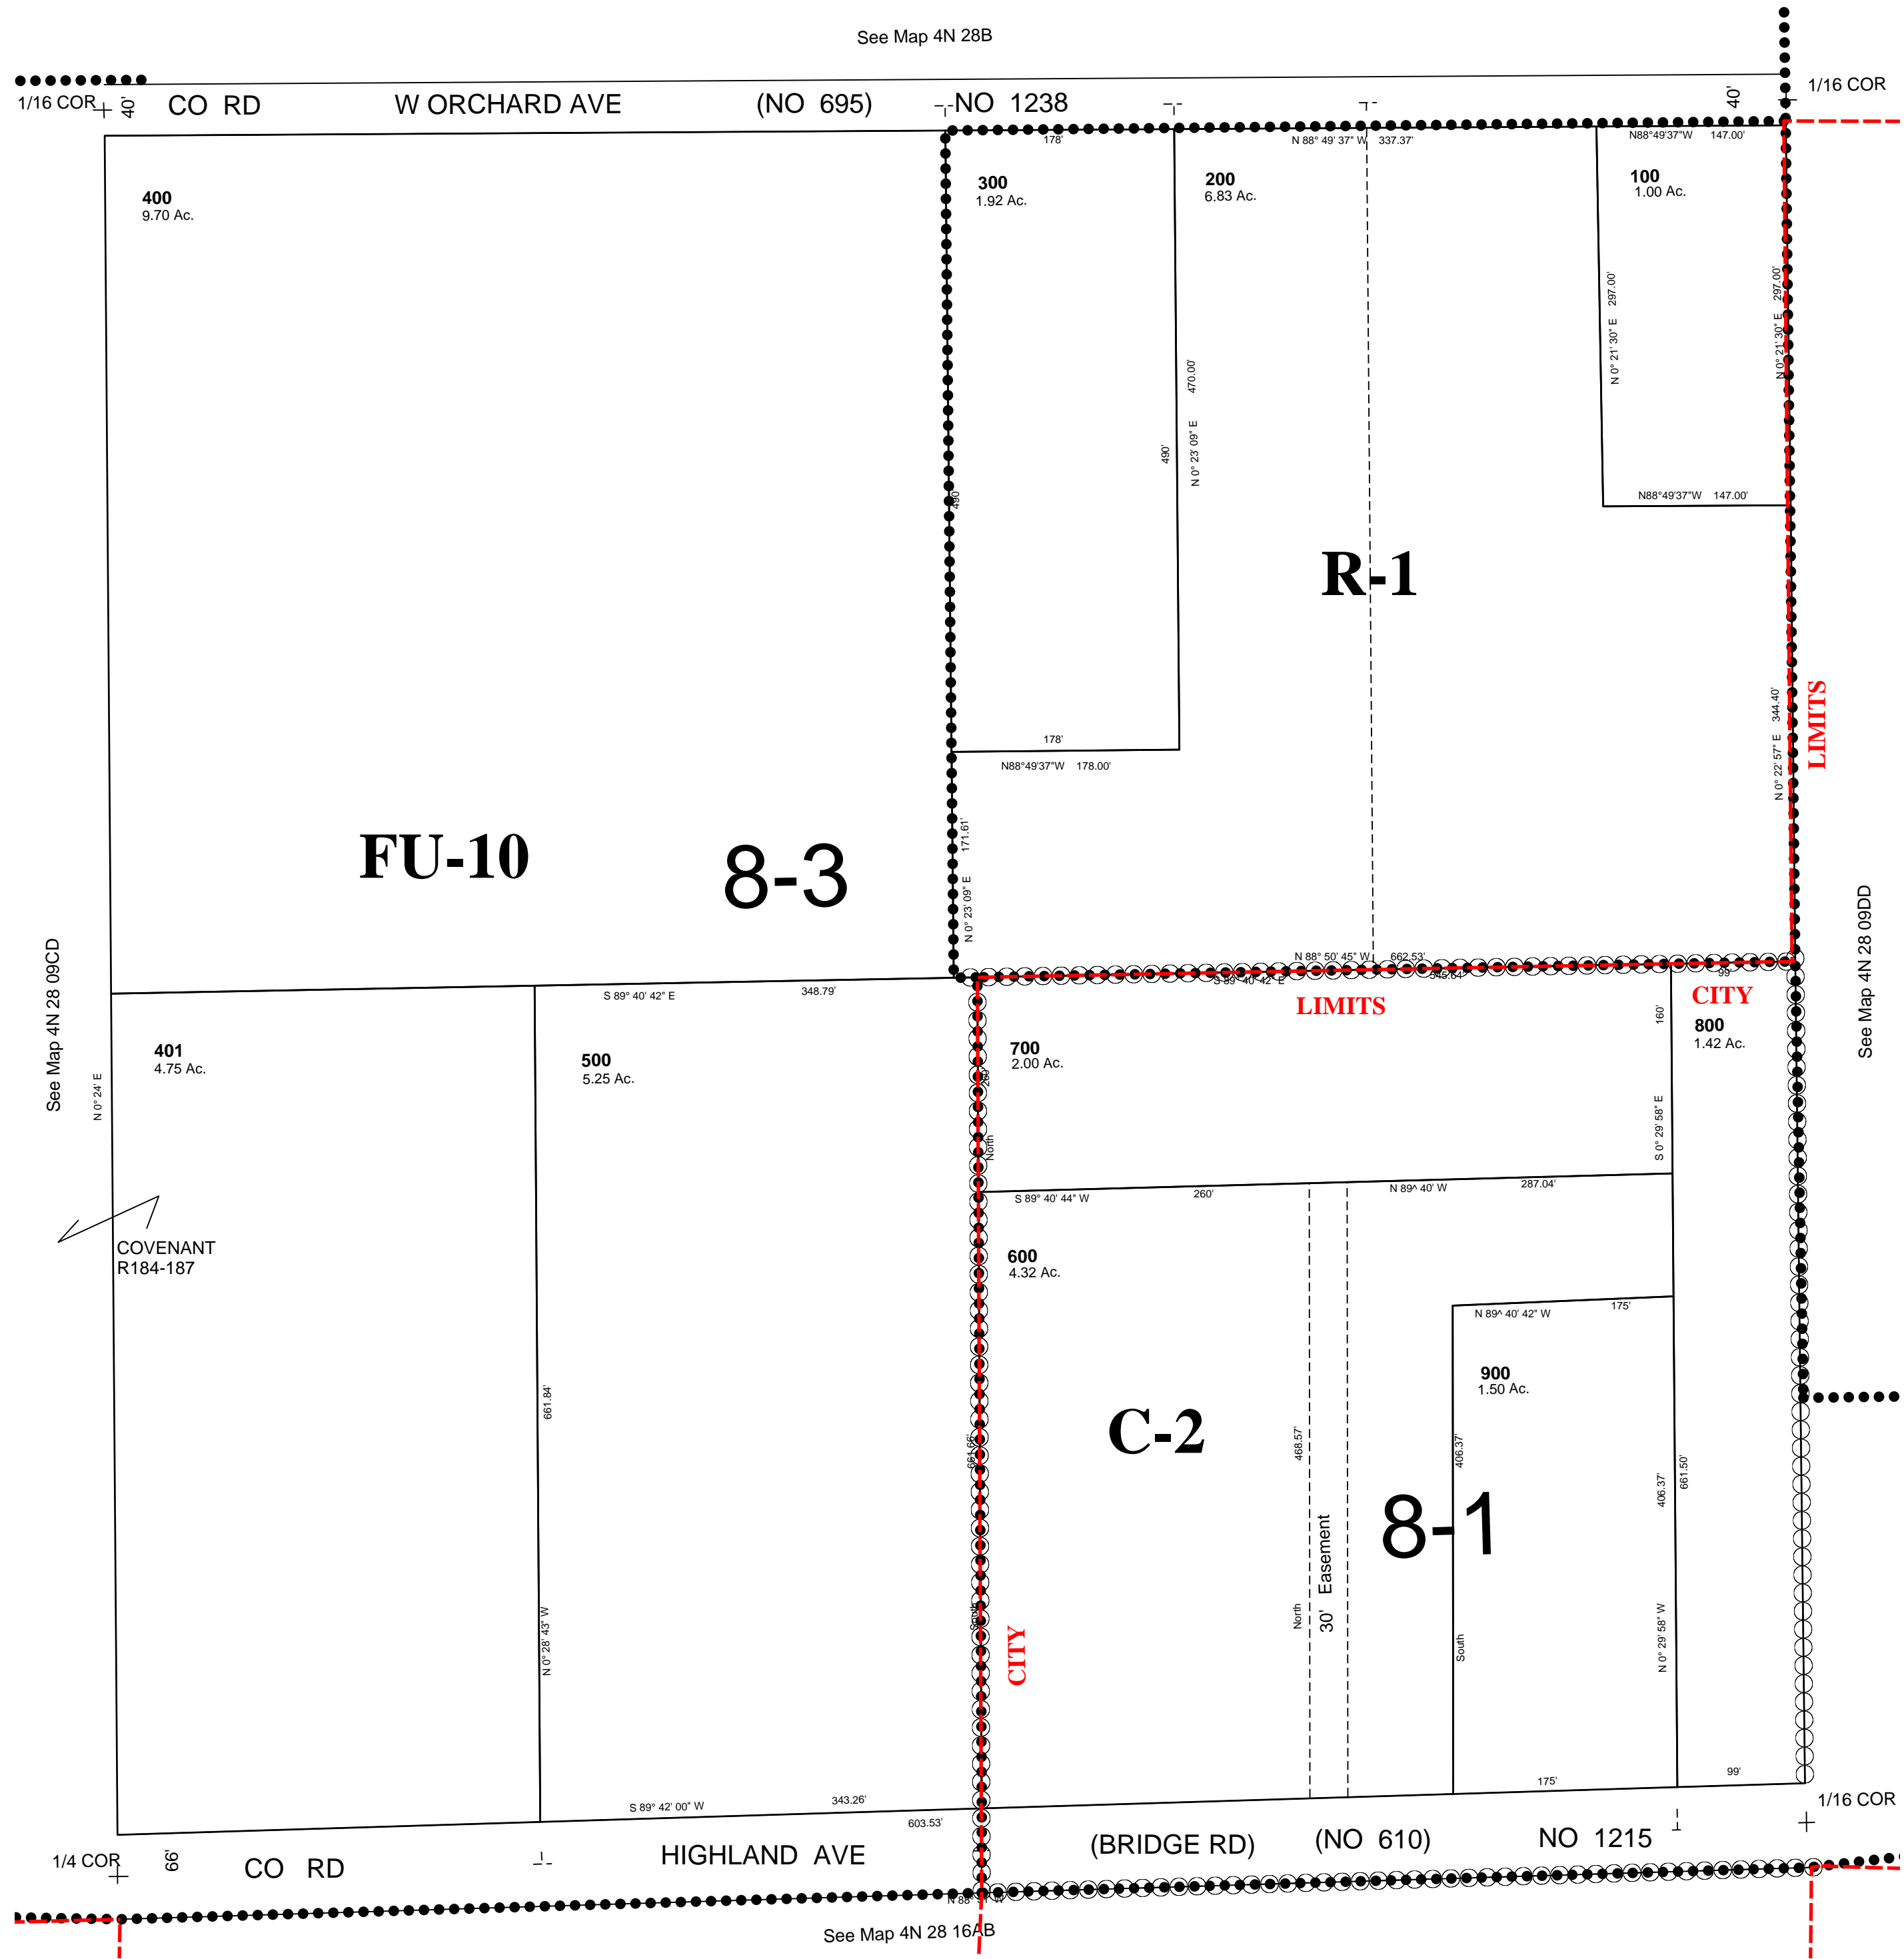 See Map 4N 28B
1/16 COR
40'
CO RD W ORCHARD AVE (NO 695) NO 1238
40'
1/16 COR
178'
N 88° 49' 37" W 337.37'
N88°49'37"W 147.00'
400
9.70 Ac.
300
1.92 Ac.
200
6.83 Ac.
100
1.00 Ac.
N 0° 21' 30" E 297.00'
N 0° 21' 30" E 297.00'
490'
490'
N 0° 23' 09" E 470.00'
N88°49'37"W 147.00'
R-1
LIMITS
N 0° 22' 57" E 344.40'
178'
N88°49'37"W 178.00'
FU-10
8-3
N 0° 23' 09" E 171.61'
N 88° 50' 45" W 662.53'
S 89° 40' 42" E 545.64'
99'
S 89° 40' 42" E 348.79'
LIMITS
CITY
See Map 4N 28 09CD
See Map 4N 28 09DD
401
4.75 Ac.
500
5.25 Ac.
700
2.00 Ac.
800
1.42 Ac.
N 0° 24' E
North 260'
S 0° 29' 58" E 160'
S 89° 40' 44" W 260'
N 89^ 40' W 287.04'
COVENANT
R184-187
600
4.32 Ac.
N 89^ 40' 42" W 175'
900
1.50 Ac.
C-2
8-1
N 0° 28' 43" W 661.84'
South 661.66'
North 468.57'
30' Easement
South 406.37'
406.37'
N 0° 29' 58" W 661.50'
CITY
175'
99'
S 89° 42' 00" W 343.26'
603.53'
1/16 COR
1/4 COR
66'
CO RD HIGHLAND AVE (BRIDGE RD) (NO 610) NO 1215
N 88° W
See Map 4N 28 16AB